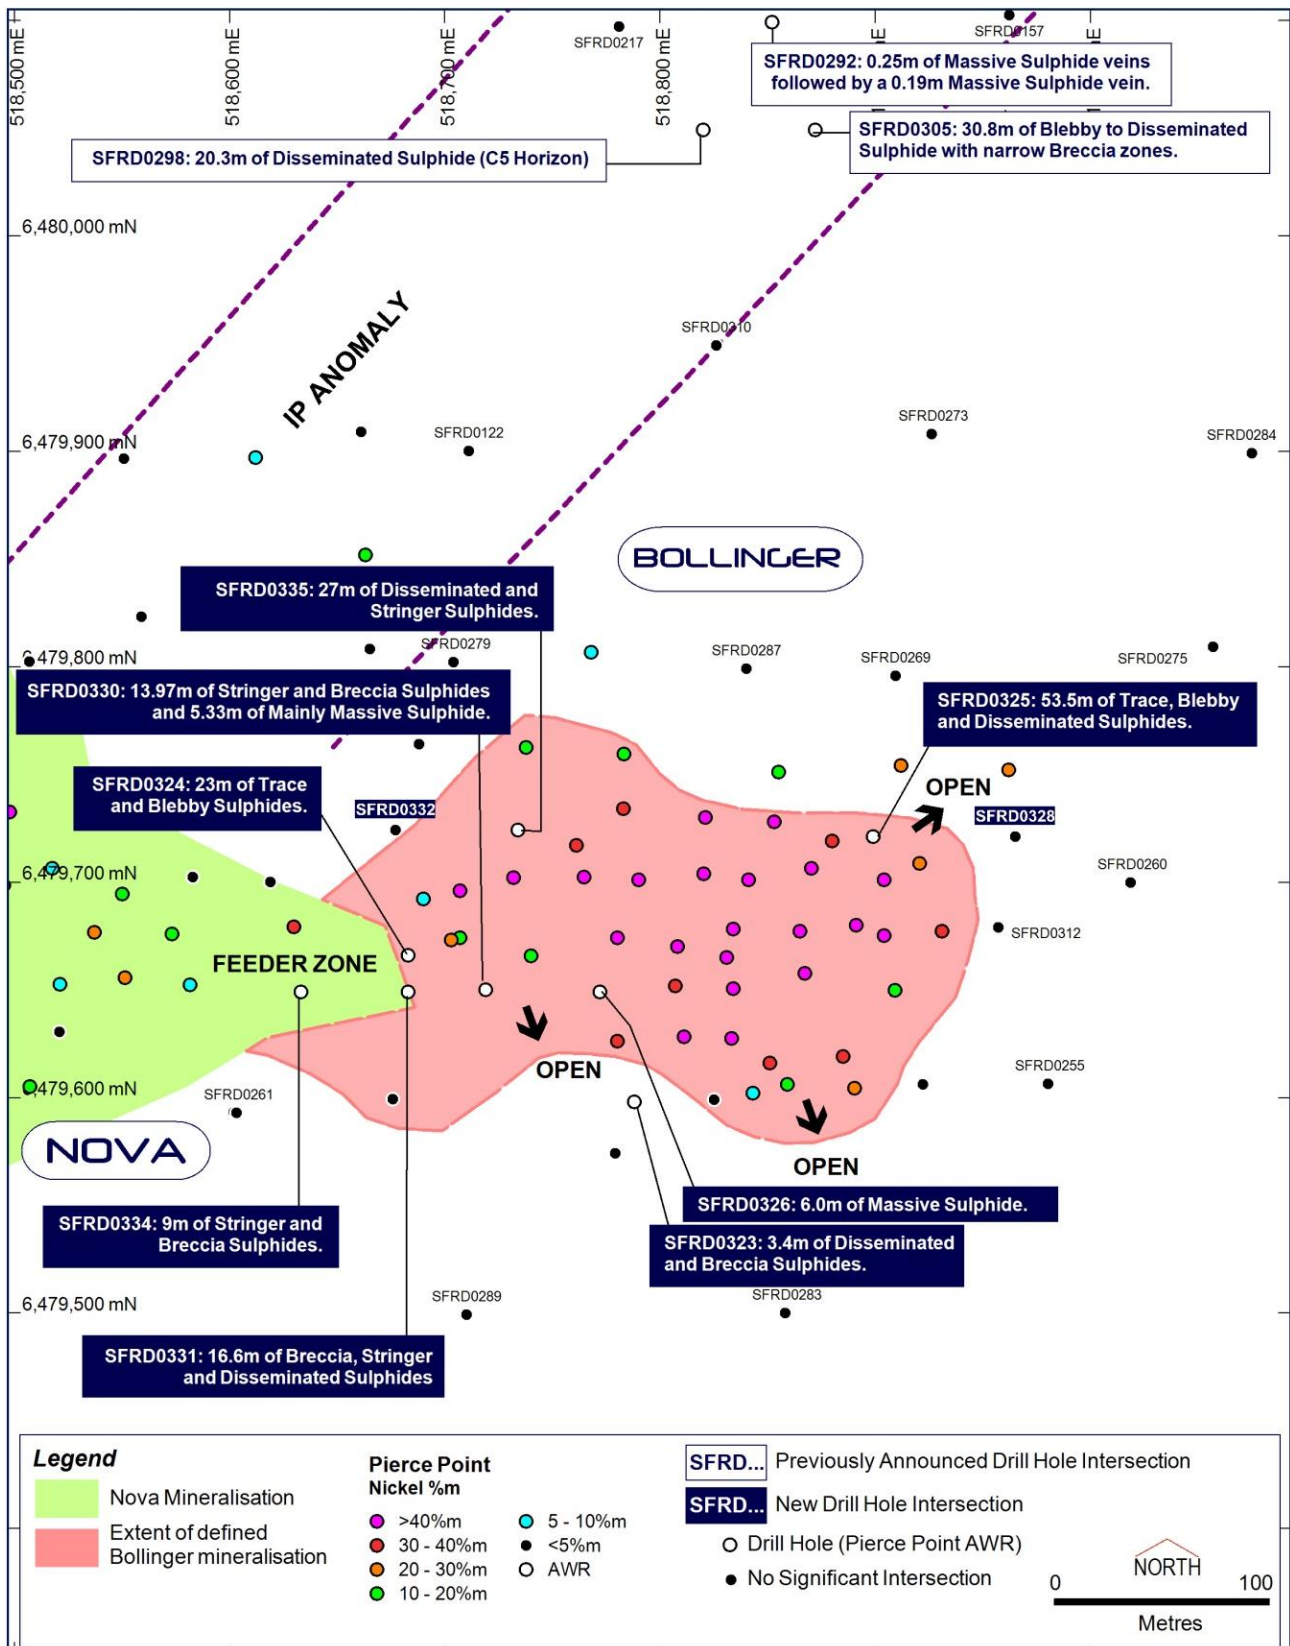 518,500 mE
518,600 mE
518,700 mE
518,800 mE
SFRD0217
SFRD0157
SFRD0292: 0.25m of Massive Sulphide veins
followed by a 0.19m Massive Sulphide vein.
SFRD0298: 20.3m of Disseminated Sulphide (C5 Horizon)
SFRD0305: 30.8m of Blebby to Disseminated
Sulphide with narrow Breccia zones.
6,480,000 mN
IP ANOMALY
SFRD0310
SFRD0273
SFRD0122
SFRD0284
6,479,900 mN
BOLLINGER
SFRD0335: 27m of Disseminated and
Stringer Sulphides.
SFRD0279
SFRD0287
SFRD0269
SFRD0275
6,479,800 mN
SFRD0330: 13.97m of Stringer and Breccia Sulphides
and 5.33m of Mainly Massive Sulphide.
SFRD0325: 53.5m of Trace, Blebby
and Disseminated Sulphides.
SFRD0324: 23m of Trace
and Blebby Sulphides.
SFRD0332
OPEN
SFRD0328
6,479,700 mN
SFRD0260
SFRD0312
FEEDER ZONE
OPEN
SFRD0255
6,479,600 mN
SFRD0261
NOVA
OPEN
SFRD0326: 6.0m of Massive Sulphide.
SFRD0334: 9m of Stringer and
Breccia Sulphides.
SFRD0323: 3.4m of Disseminated
and Breccia Sulphides.
6,479,500 mN
SFRD0289
SFRD0283
SFRD0331: 16.6m of Breccia, Stringer
and Disseminated Sulphides
Legend
Nova Mineralisation
Extent of defined
Bollinger mineralisation
Pierce Point
Nickel %m
>40%m
30 - 40%m
20 - 30%m
10 - 20%m
5 - 10%m
<5%m
AWR
SFRD... Previously Announced Drill Hole Intersection
SFRD... New Drill Hole Intersection
Drill Hole (Pierce Point AWR)
No Significant Intersection
NORTH
0 100
Metres